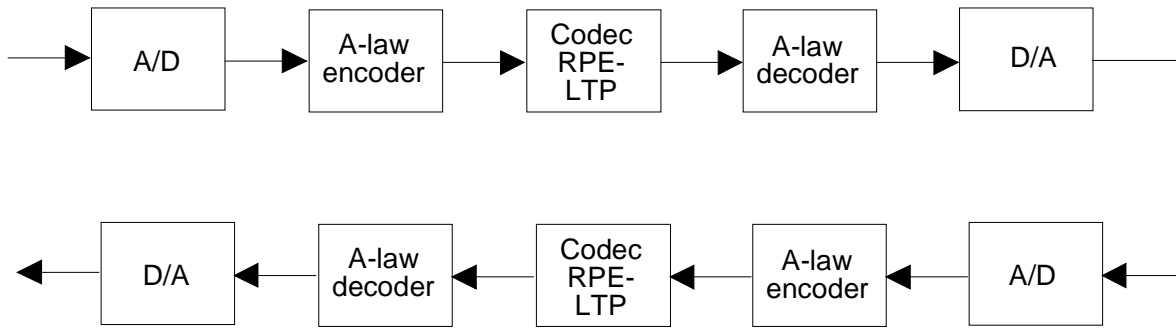 A/D
A-law
encoder
Codec
RPE-
LTP
A-law
decoder
D/A
D/A
A-law
decoder
Codec
RPE-
LTP
A-law
encoder
A/D